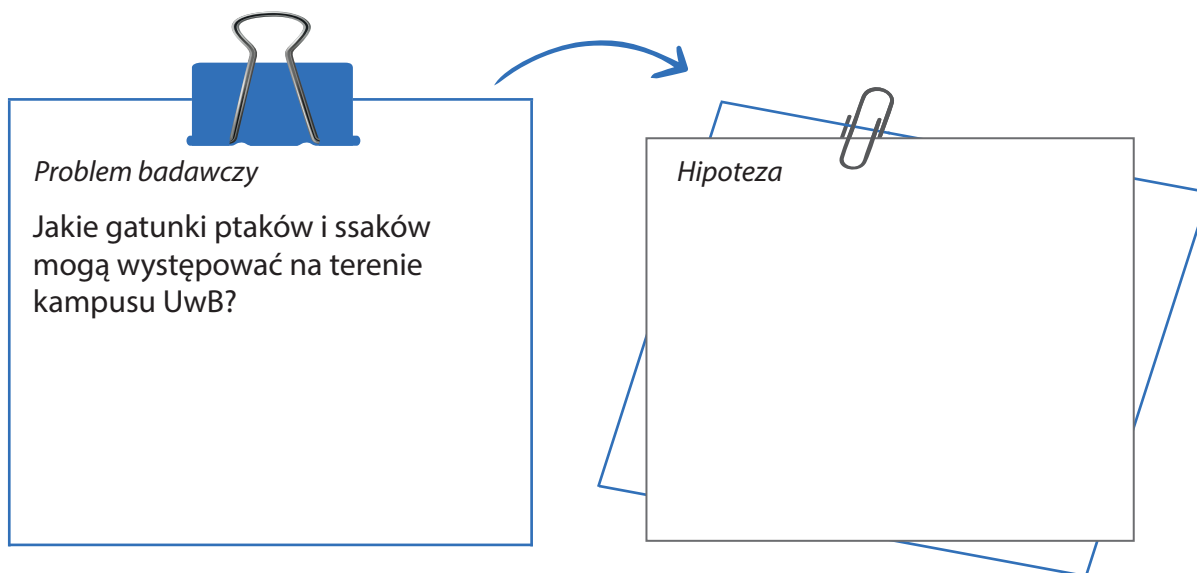 Problem badawczy
Jakie gatunki ptaków i ssaków
mogą występować na terenie
kampusu UwB?
Hipoteza